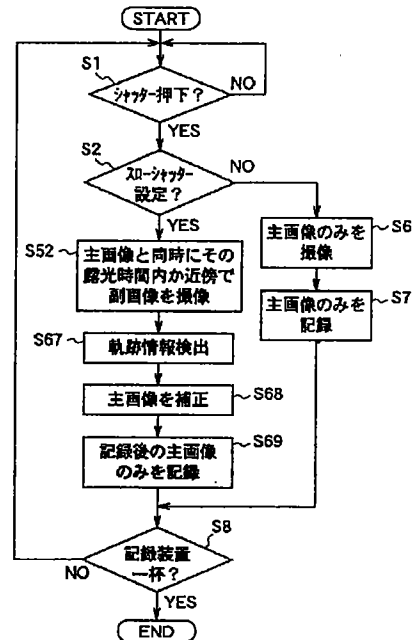 START
S1
シャッター押下？
NO
YES
S2
スローシャッター
設定？
NO
YES
S52
主画像と同時にその
露光時間内か近傍で
副画像を撮像
S6
主画像のみを
撮像
S7
主画像のみを
記録
S67
軌跡情報検出
主画像を補正
S68
記録後の主画像
のみを記録
S69
S8
記録装置
一杯？
NO
YES
END